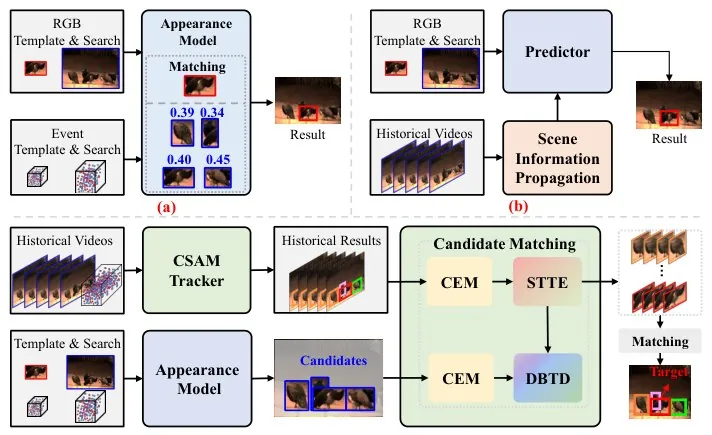 RGB
Template & Search
Event
Template & Search
Appearance
Model
Matching
0.39 0.34
0.40 0.45
Result
(a)
RGB
Template & Search
Historical Videos
Predictor
Scene
Information
Propagation
Result
(b)
Historical Videos
CSAM
Tracker
Historical Results
Template & Search
Appearance
Model
Candidates
Candidate Matching
CEM
STTE
CEM
DBTD
Matching
Target